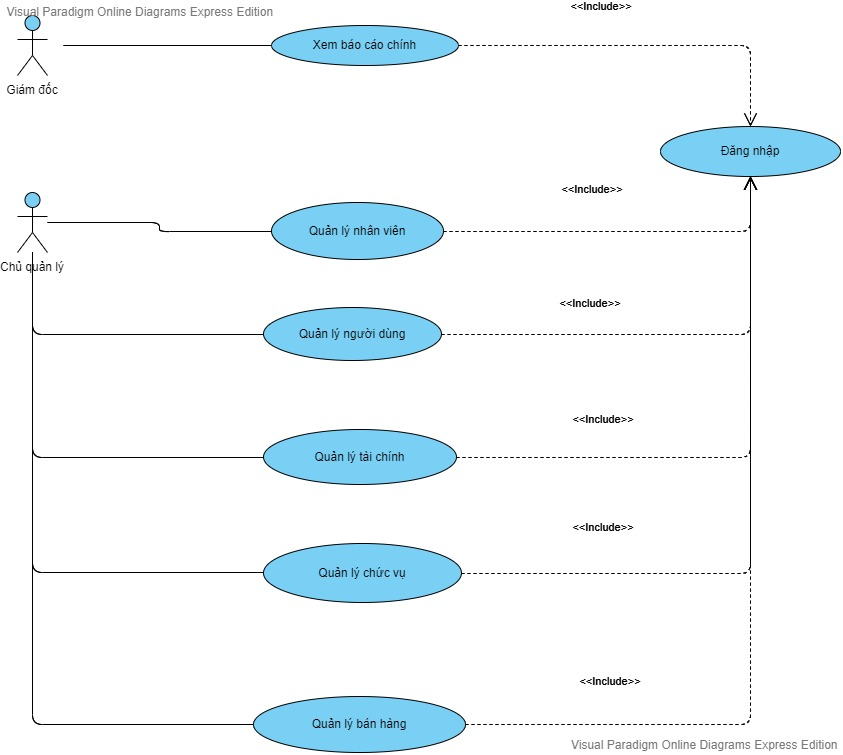 Visual Paradigm Online Diagrams Express Edition
<<Include>>
Xem báo cáo chính
Giám đốc
Đăng nhập
<<Include>>
Quản lý nhân viên
Chủ quản lý
<<Include>>
Quản lý người dùng
<<Include>>
Quản lý tài chính
<<Include>>
Quản lý chức vụ
<<Include>>
Quản lý bán hàng
Visual Paradigm Online Diagrams Express Edition